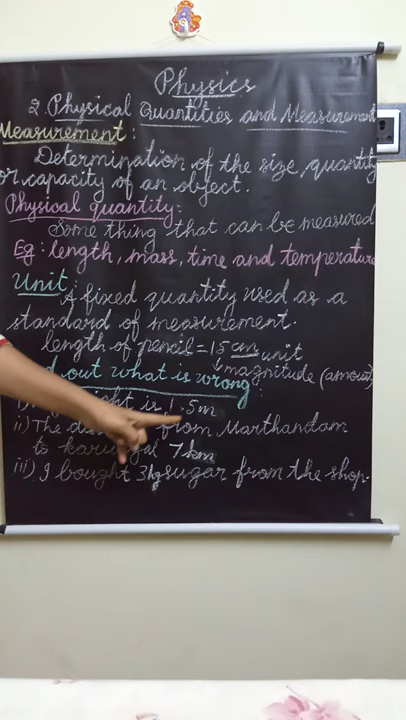 Physics
2. Physical Quantities and Measurement
Measurement:
Determination of the size, quantity
or capacity of an object.
Physical quantity:
Some thing that can be measured
Eg: length, mass, time and temperature
Unit:
A fixed quantity used as a
standard of measurement.
length of pencil = 15 cm unit
magnitude (amount)
out what is wrong:
i) is 1.5m
ii) The from Marthandam
to 7km
iii) I bought 3kg sugar from the shop.